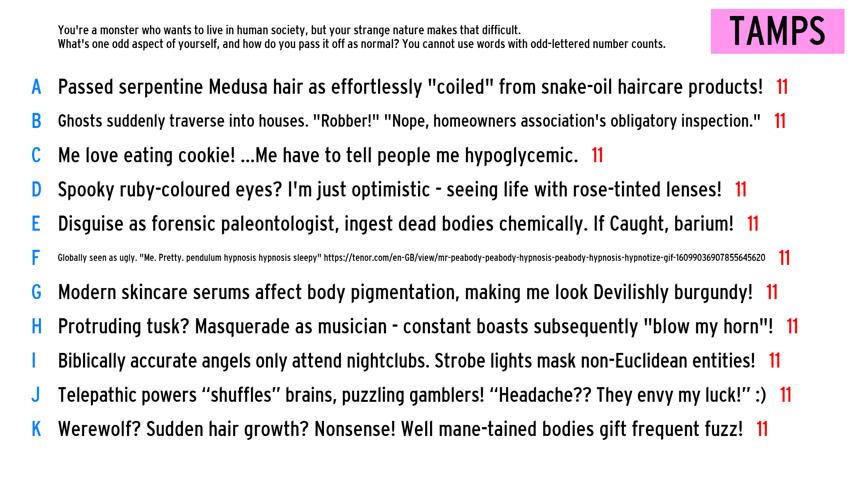 You're a monster who wants to live in human society, but your strange nature makes that difficult.
What's one odd aspect of yourself, and how do you pass it off as normal? You cannot use words with odd-lettered number counts.
TAMPS
A Passed serpentine Medusa hair as effortlessly "coiled" from snake-oil haircare products! 11
B Ghosts suddenly traverse into houses. "Robber!" "Nope, homeowners association's obligatory inspection." 11
C Me love eating cookie! ...Me have to tell people me hypoglycemic. 11
D Spooky ruby-coloured eyes? I'm just optimistic - seeing life with rose-tinted lenses! 11
E Disguise as forensic paleontologist, ingest dead bodies chemically. If Caught, barium! 11
F Globally seen as ugly. "Me. Pretty. pendulum hypnosis hypnosis sleepy" https://tenor.com/en-GB/view/mr-peabody-peabody-hypnosis-peabody-hypnosis-hypnotize-gif-16099036907855645620 11
G Modern skincare serums affect body pigmentation, making me look Devilishly burgundy! 11
H Protruding tusk? Masquerade as musician - constant boasts subsequently "blow my horn"! 11
I Biblically accurate angels only attend nightclubs. Strobe lights mask non-Euclidean entities! 11
J Telepathic powers “shuffles” brains, puzzling gamblers! “Headache?? They envy my luck!” :) 11
K Werewolf? Sudden hair growth? Nonsense! Well mane-tained bodies gift frequent fuzz! 11